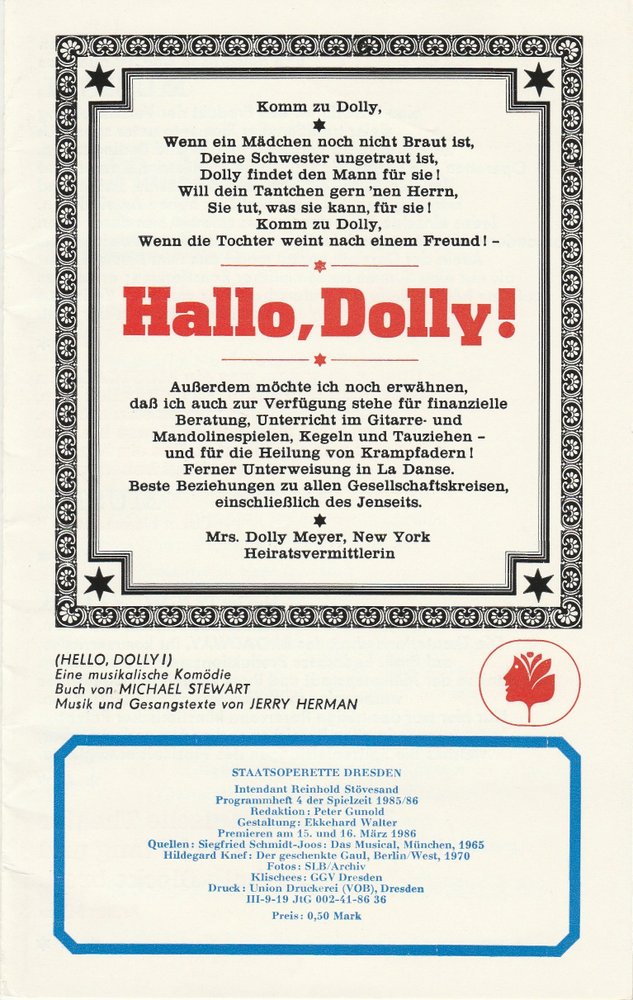 Komm zu Dolly,
Wenn ein Mädchen noch nicht Braut ist,
Deine Schwester ungetraut ist,
Dolly findet den Mann für sie!
Will dein Tantchen gern 'nen Herrn,
Sie tut, was sie kann, für sie!
Komm zu Dolly,
Wenn die Tochter weint nach einem Freund! –
Hallo, Dolly!
Außerdem möchte ich noch erwähnen,
daß ich auch zur Verfügung stehe für finanzielle
Beratung, Unterricht im Gitarre- und
Mandolinespielen, Kegeln und Tauziehen –
und für die Heilung von Krampfadern!
Ferner Unterweisung in La Danse.
Beste Beziehungen zu allen Gesellschaftskreisen,
einschließlich des Jenseits.
Mrs. Dolly Meyer, New York
Heiratsvermittlerin
(HELLO, DOLLY!)
Eine musikalische Komödie
Buch von MICHAEL STEWART
Musik und Gesangstexte von JERRY HERMAN
STAATSOPERETTE DRESDEN
Intendant Reinhold Stövesand
Programmheft 4 der Spielzeit 1985/86
Redaktion: Peter Gunold
Gestaltung: Ekkehard Walter
Premieren am 15. und 16. März 1986
Quellen: Siegfried Schmidt-Joos: Das Musical, München, 1965
Hildegard Knef: Der geschenkte Gaul, Berlin/West, 1970
Fotos: SLB/Archiv
Klischees: GGV Dresden
Druck: Union Druckerei (VOB), Dresden
III-9-19 JtG 002-41-86 36
Preis: 0,50 Mark